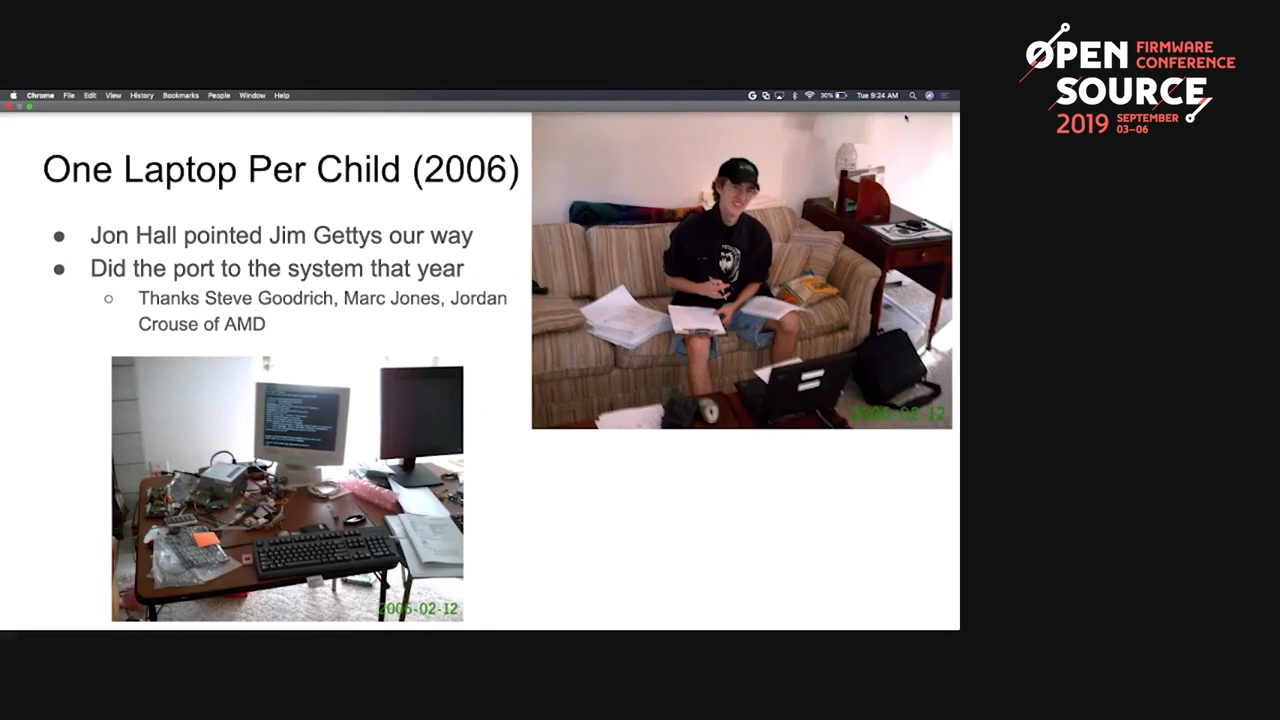 OPEN FIRMWARE CONFERENCE
SOURCE
2019 SEPTEMBER 03–06
Chrome File Edit View History Bookmarks People Window Help 30% Tue 9:24 AM
One Laptop Per Child (2006)
● Jon Hall pointed Jim Gettys our way
● Did the port to the system that year
○ Thanks Steve Goodrich, Marc Jones, Jordan
Crouse of AMD
2006-02-12
2006-02-12